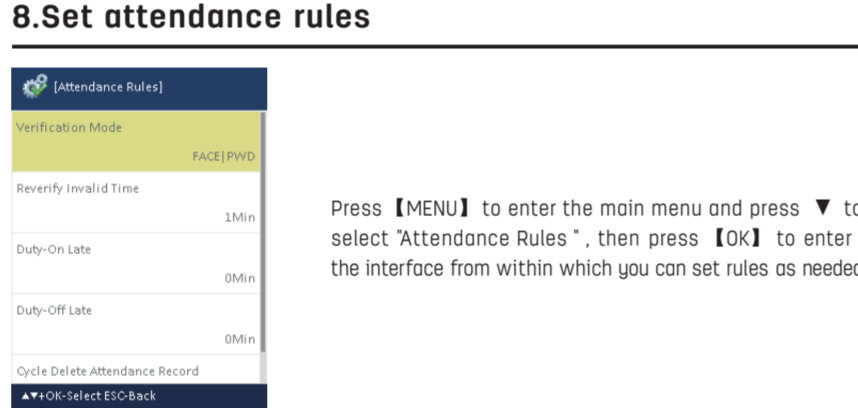 8.Set attendance rules
[Attendance Rules]
Verification Mode
FACE|PWD
Reverify Invalid Time
1Min
Duty-On Late
0Min
Duty-Off Late
0Min
Cycle Delete Attendance Record
▲▼+OK-Select ESC-Back
Press 【MENU】 to enter the main menu and press ▼ to
select "Attendance Rules " , then press 【OK】 to enter
the interface from within which you can set rules as needed